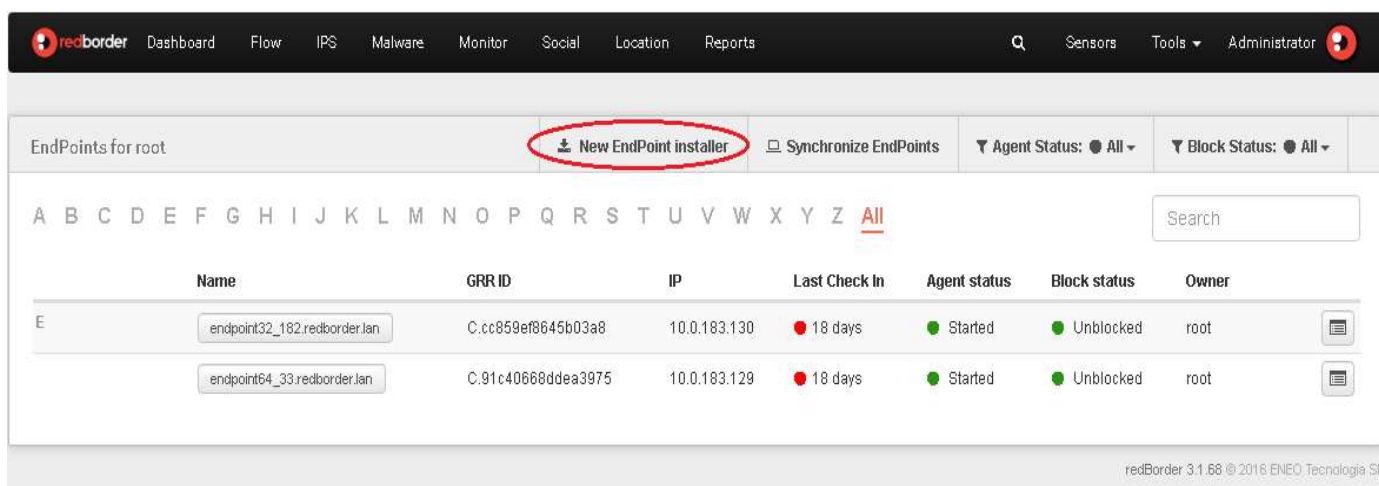 redborder Dashboard Flow IPS Malware Monitor Social Location Reports Sensors Tools Administrator
EndPoints for root New EndPoint installer Synchronize EndPoints Agent Status: All Block Status: All
A B C D E F G H I J K L M N O P Q R S T U V W X Y Z All Search
Name GRR ID IP Last Check In Agent status Block status Owner
E endpoint32_182.redborder.lan C.cc859ef8645b03a8 10.0.183.130 18 days Started Unblocked root
endpoint64_33.redborder.lan C.91c40668ddea3975 10.0.183.129 18 days Started Unblocked root
redBorder 3.1.68 © 2016 ENEO Tecnología